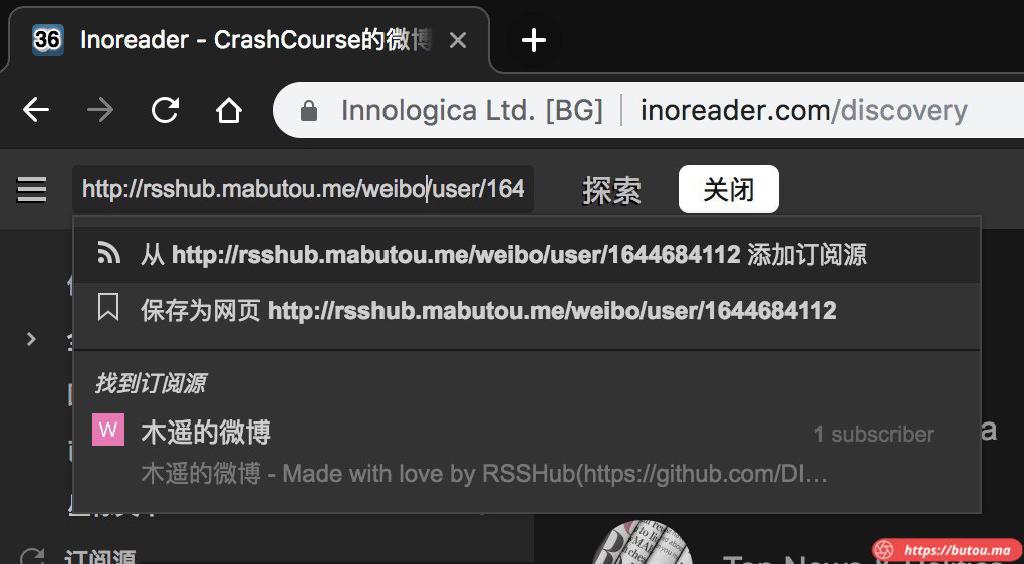 36 Inoreader - CrashCourse的微博
Innologica Ltd. [BG] inoreader.com/discovery
http://rsshub.mabutou.me/weibo/user/164 探索 关闭
从 http://rsshub.mabutou.me/weibo/user/1644684112 添加订阅源
保存为网页 http://rsshub.mabutou.me/weibo/user/1644684112
找到订阅源
W 木遥的微博 1 subscriber
木遥的微博 - Made with love by RSSHub(https://github.com/DI…
订阅源
https://butou.ma